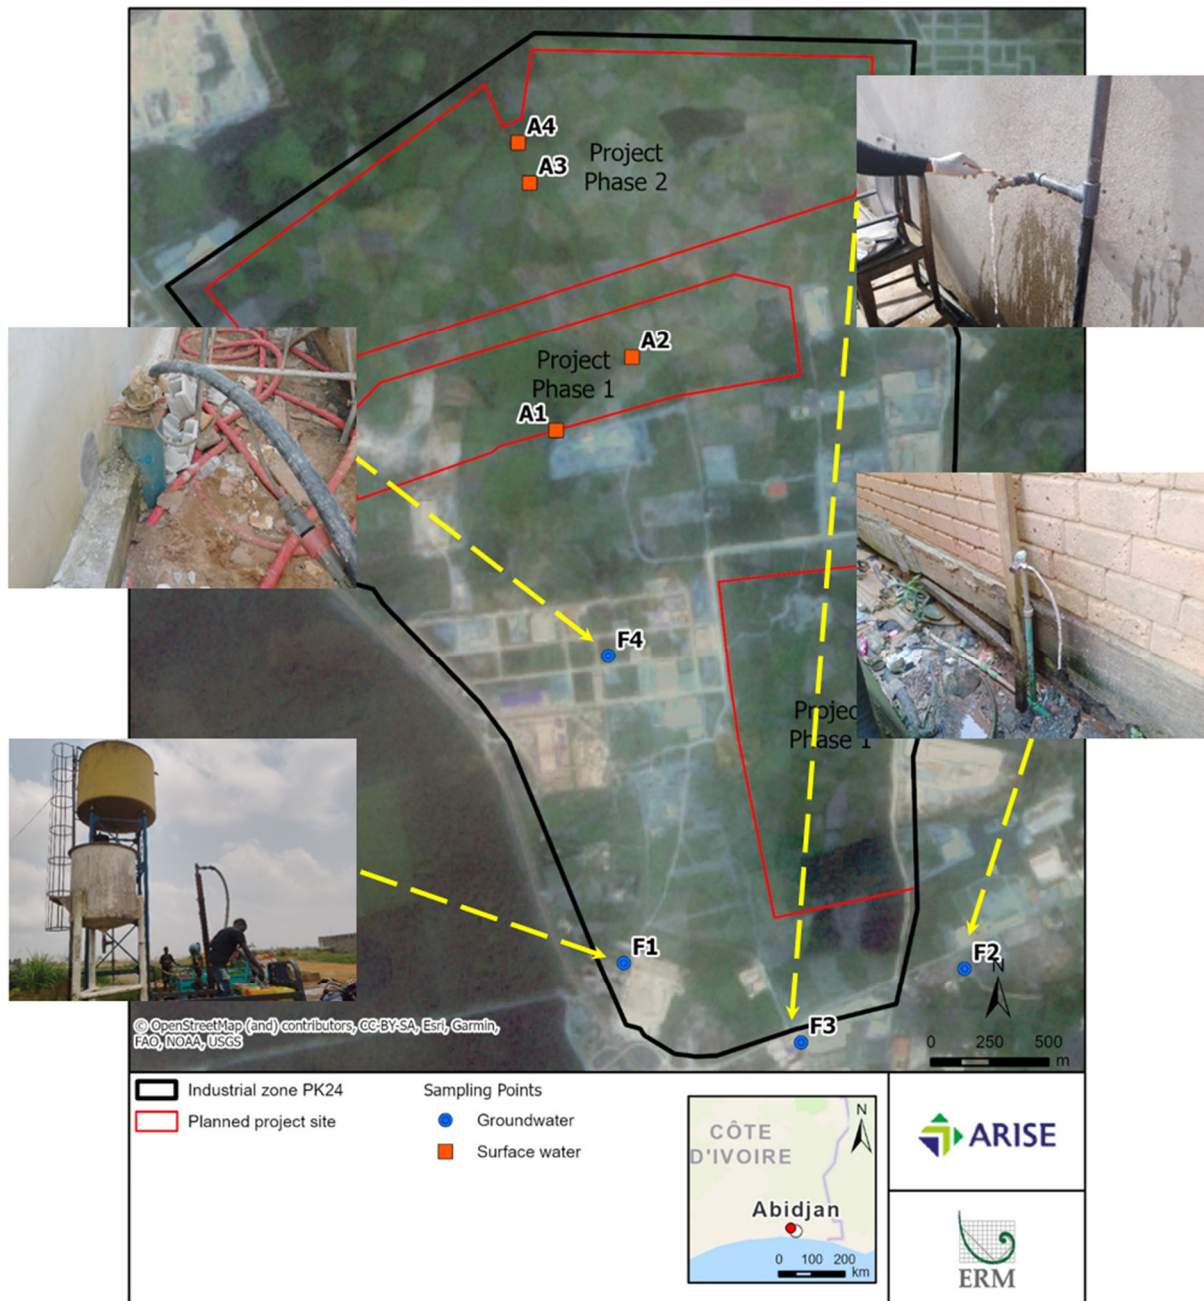 A4
A3
Project
Phase 2
A2
Project
Phase 1
A1
F4
Projec
Phase 1
F1
F2
N
F3
0 250 500
m
© OpenStreetMap (and) contributors, CC-BY-SA, Esri, Garmin,
FAO, NOAA, USGS
Industrial zone PK24
Planned project site
Sampling Points
Groundwater
Surface water
N
CÔTE
D'IVOIRE
Abidjan
0 100 200
km
ARISE
ERM